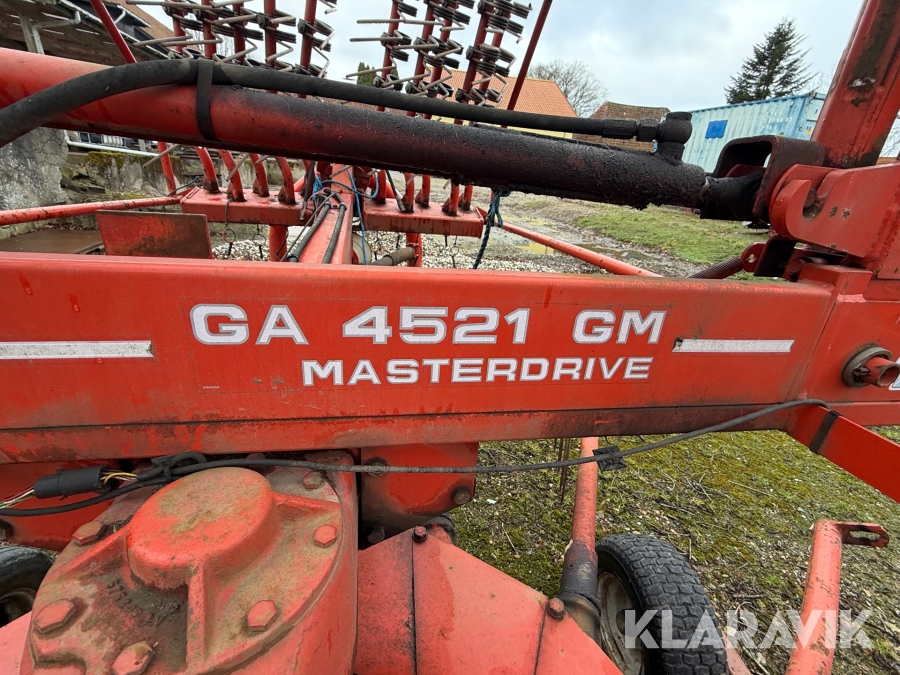 GA 4521 GM
MASTERDRIVE
KLARAVIK